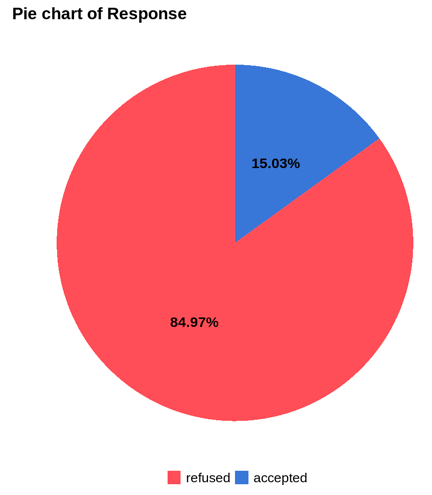 Pie chart of Response
15.03%
84.97%
refused accepted